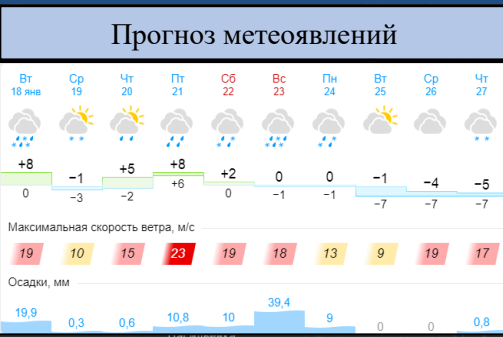 Прогноз метеоявлений
Вт Ср Чт Пт Сб Вс Пн Вт Ср Чт
18 янв 19 20 21 22 23 24 25 26 27
+8 −1 +5 +8 +2 0 0 −1 −4 −5
0 −3 −2 +6 0 −1 −1 −7 −7 −7
Максимальная скорость ветра, м/с
19 10 15 23 19 18 13 9 19 17
Осадки, мм
19,9 0,3 0,6 10,8 10 39,4 9 0 0 0,8